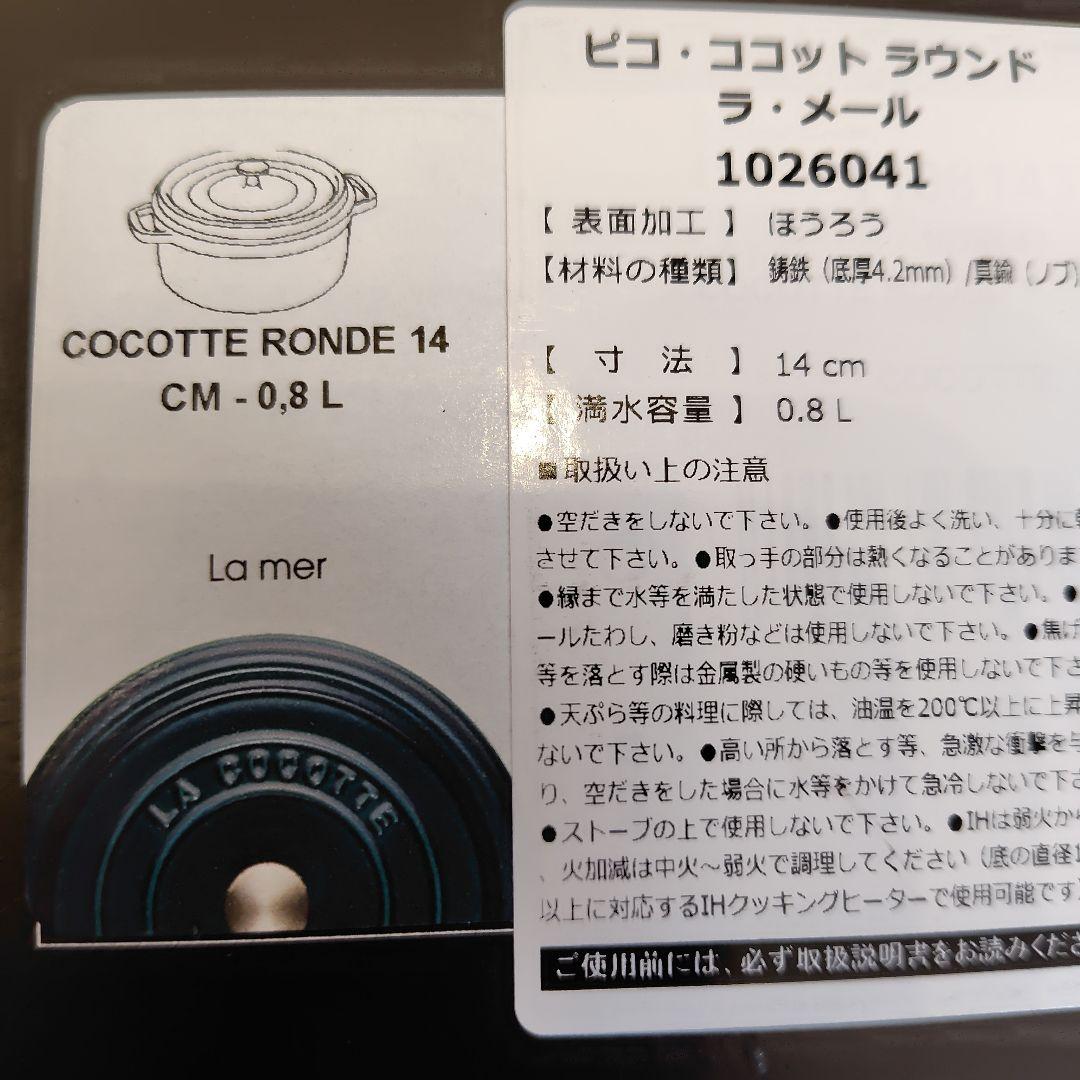 COCOTTE RONDE 14
CM - 0,8 L
La mer
LA COCOTTE
ピコ・ココット ラウンド
ラ・メール
1026041
【 表面加工 】 ほうろう
【材料の種類】 鋳鉄（底厚4.2mm）/真鍮（ノブ）
【 寸 法 】 14 cm
【 満水容量 】 0.8 L
■取扱い上の注意
●空だきをしないで下さい。●使用後よく洗い、十分に乾
させて下さい。●取っ手の部分は熱くなることがありま
●縁まで水等を満たした状態で使用しないで下さい。●
ールたわし、磨き粉などは使用しないで下さい。●焦げ
等を落とす際は金属製の硬いもの等を使用しないで下さ
●天ぷら等の料理に際しては、油温を200℃以上に上昇
ないで下さい。●高い所から落とす等、急激な衝撃を与
り、空だきをした場合に水等をかけて急冷しないで下さ
●ストーブの上で使用しないで下さい。●IHは弱火か
、火加減は中火～弱火で調理してください（底の直径1
以上に対応するIHクッキングヒーターで使用可能です）
ご使用前には、必ず取扱説明書をお読みくださ